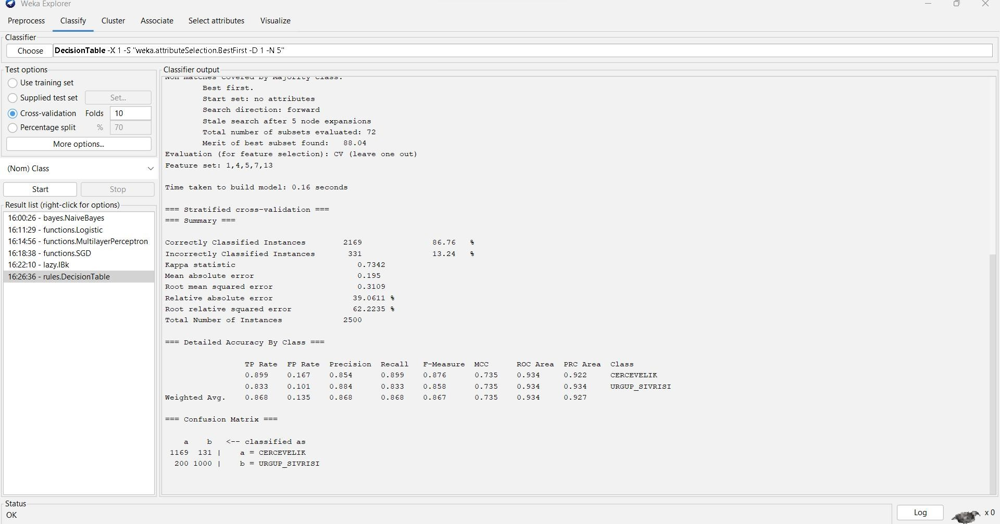 Weka Explorer
Preprocess Classify Cluster Associate Select attributes Visualize
Classifier
Choose DecisionTable -X 1 -S "weka.attributeSelection.BestFirst -D 1 -N 5"
Test options
Use training set
Supplied test set Set...
Cross-validation Folds 10
Percentage split % 70
More options...
(Nom) Class
Start Stop
Result list (right-click for options)
16:00:26 - bayes.NaiveBayes
16:11:29 - functions.Logistic
16:14:56 - functions.MultilayerPerceptron
16:18:38 - functions.SGD
16:22:10 - lazy.IBk
16:26:36 - rules.DecisionTable
Classifier output
Non matches covered by Majority class.
Best first.
Start set: no attributes
Search direction: forward
Stale search after 5 node expansions
Total number of subsets evaluated: 72
Merit of best subset found: 88.04
Evaluation (for feature selection): CV (leave one out)
Feature set: 1,4,5,7,13
Time taken to build model: 0.16 seconds
=== Stratified cross-validation ===
=== Summary ===
Correctly Classified Instances 2169 86.76 %
Incorrectly Classified Instances 331 13.24 %
Kappa statistic 0.7342
Mean absolute error 0.195
Root mean squared error 0.3109
Relative absolute error 39.0611 %
Root relative squared error 62.2235 %
Total Number of Instances 2500
=== Detailed Accuracy By Class ===
TP Rate FP Rate Precision Recall F-Measure MCC ROC Area PRC Area Class
0.899 0.167 0.854 0.899 0.876 0.735 0.934 0.922 CERCEVELIK
0.833 0.101 0.884 0.833 0.858 0.735 0.934 0.934 URGUP_SIVRISI
Weighted Avg. 0.868 0.135 0.868 0.868 0.867 0.735 0.934 0.927
=== Confusion Matrix ===
a b <-- classified as
1169 131 | a = CERCEVELIK
200 1000 | b = URGUP_SIVRISI
Status
OK
Log x 0